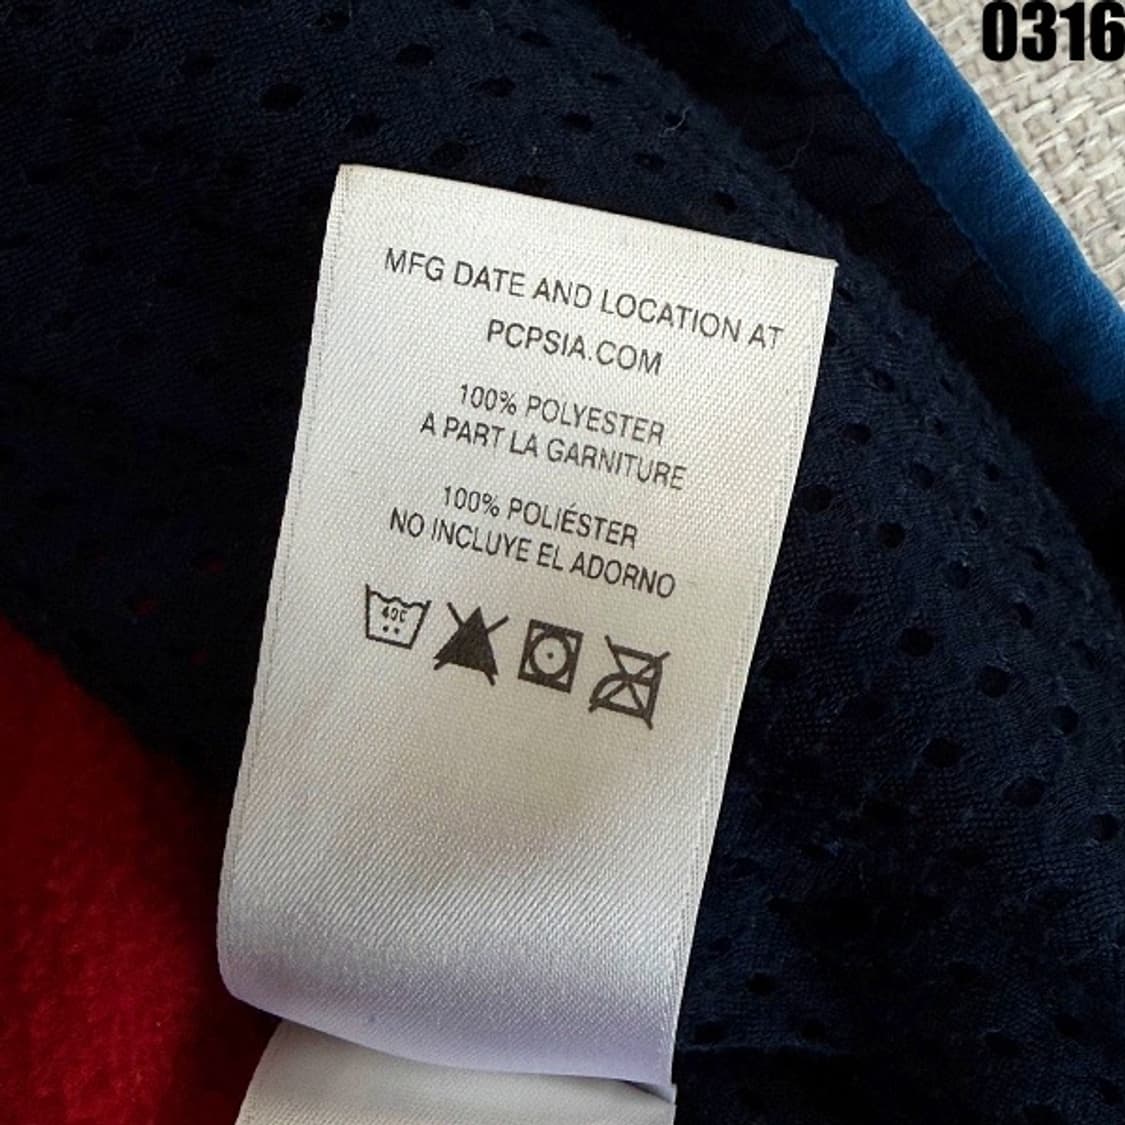 0316
MFG DATE AND LOCATION AT
PCPSIA.COM
100% POLYESTER
A PART LA GARNITURE
100% POLIÉSTER
NO INCLUYE EL ADORNO
40C